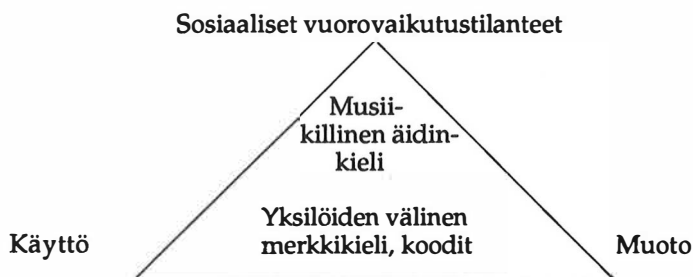 Sosiaaliset vuorovaikutustilanteet
Musii-
killinen äidin-
kieli
Yksilöiden välinen
merkkikieli, koodit
Käyttö
Muoto